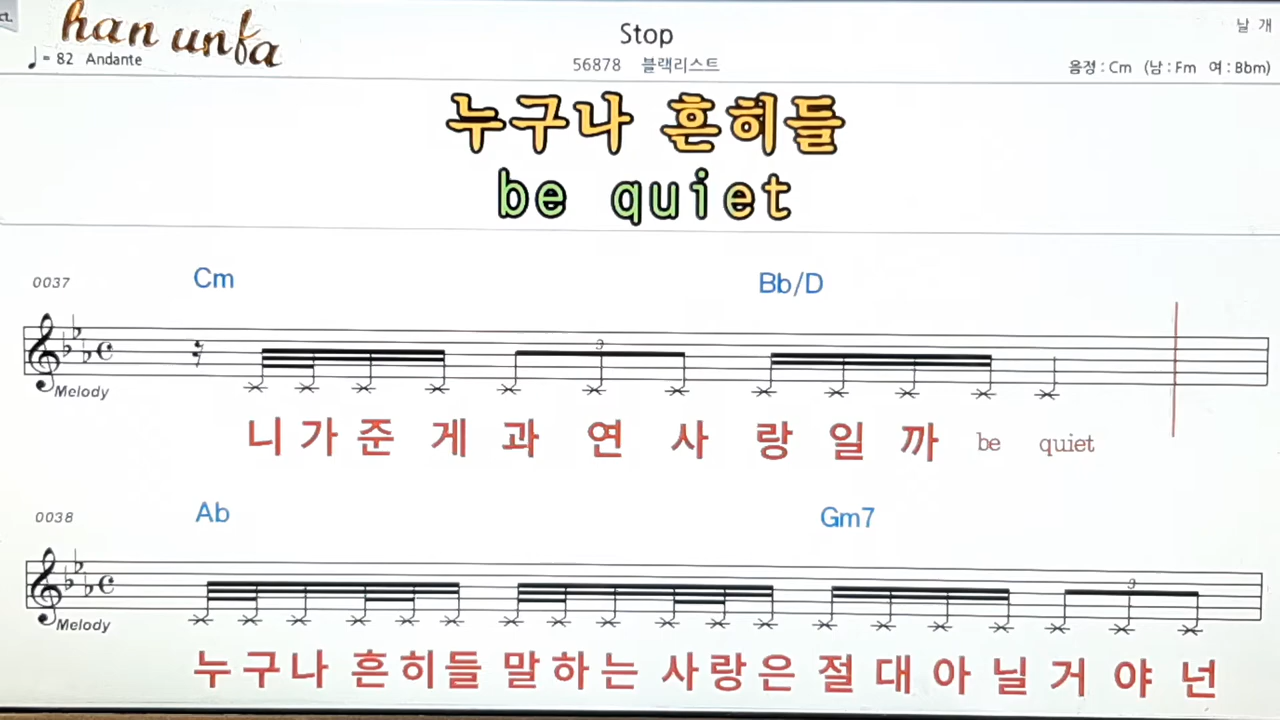 ct.
han unfa
Stop
날 개
♩ = 82 Andante
56878 블랙리스트
음정 : Cm (남 : Fm 여 : Bbm)
누구나 흔히들
be quiet
0037
Cm
Bb/D
3
Melody
니 가 준 게 과 연 사 랑 일 까 be quiet
0038
Ab
Gm7
3
Melody
누 구 나 흔 히 들 말 하 는 사 랑 은 절 대 아 닐 거 야 넌